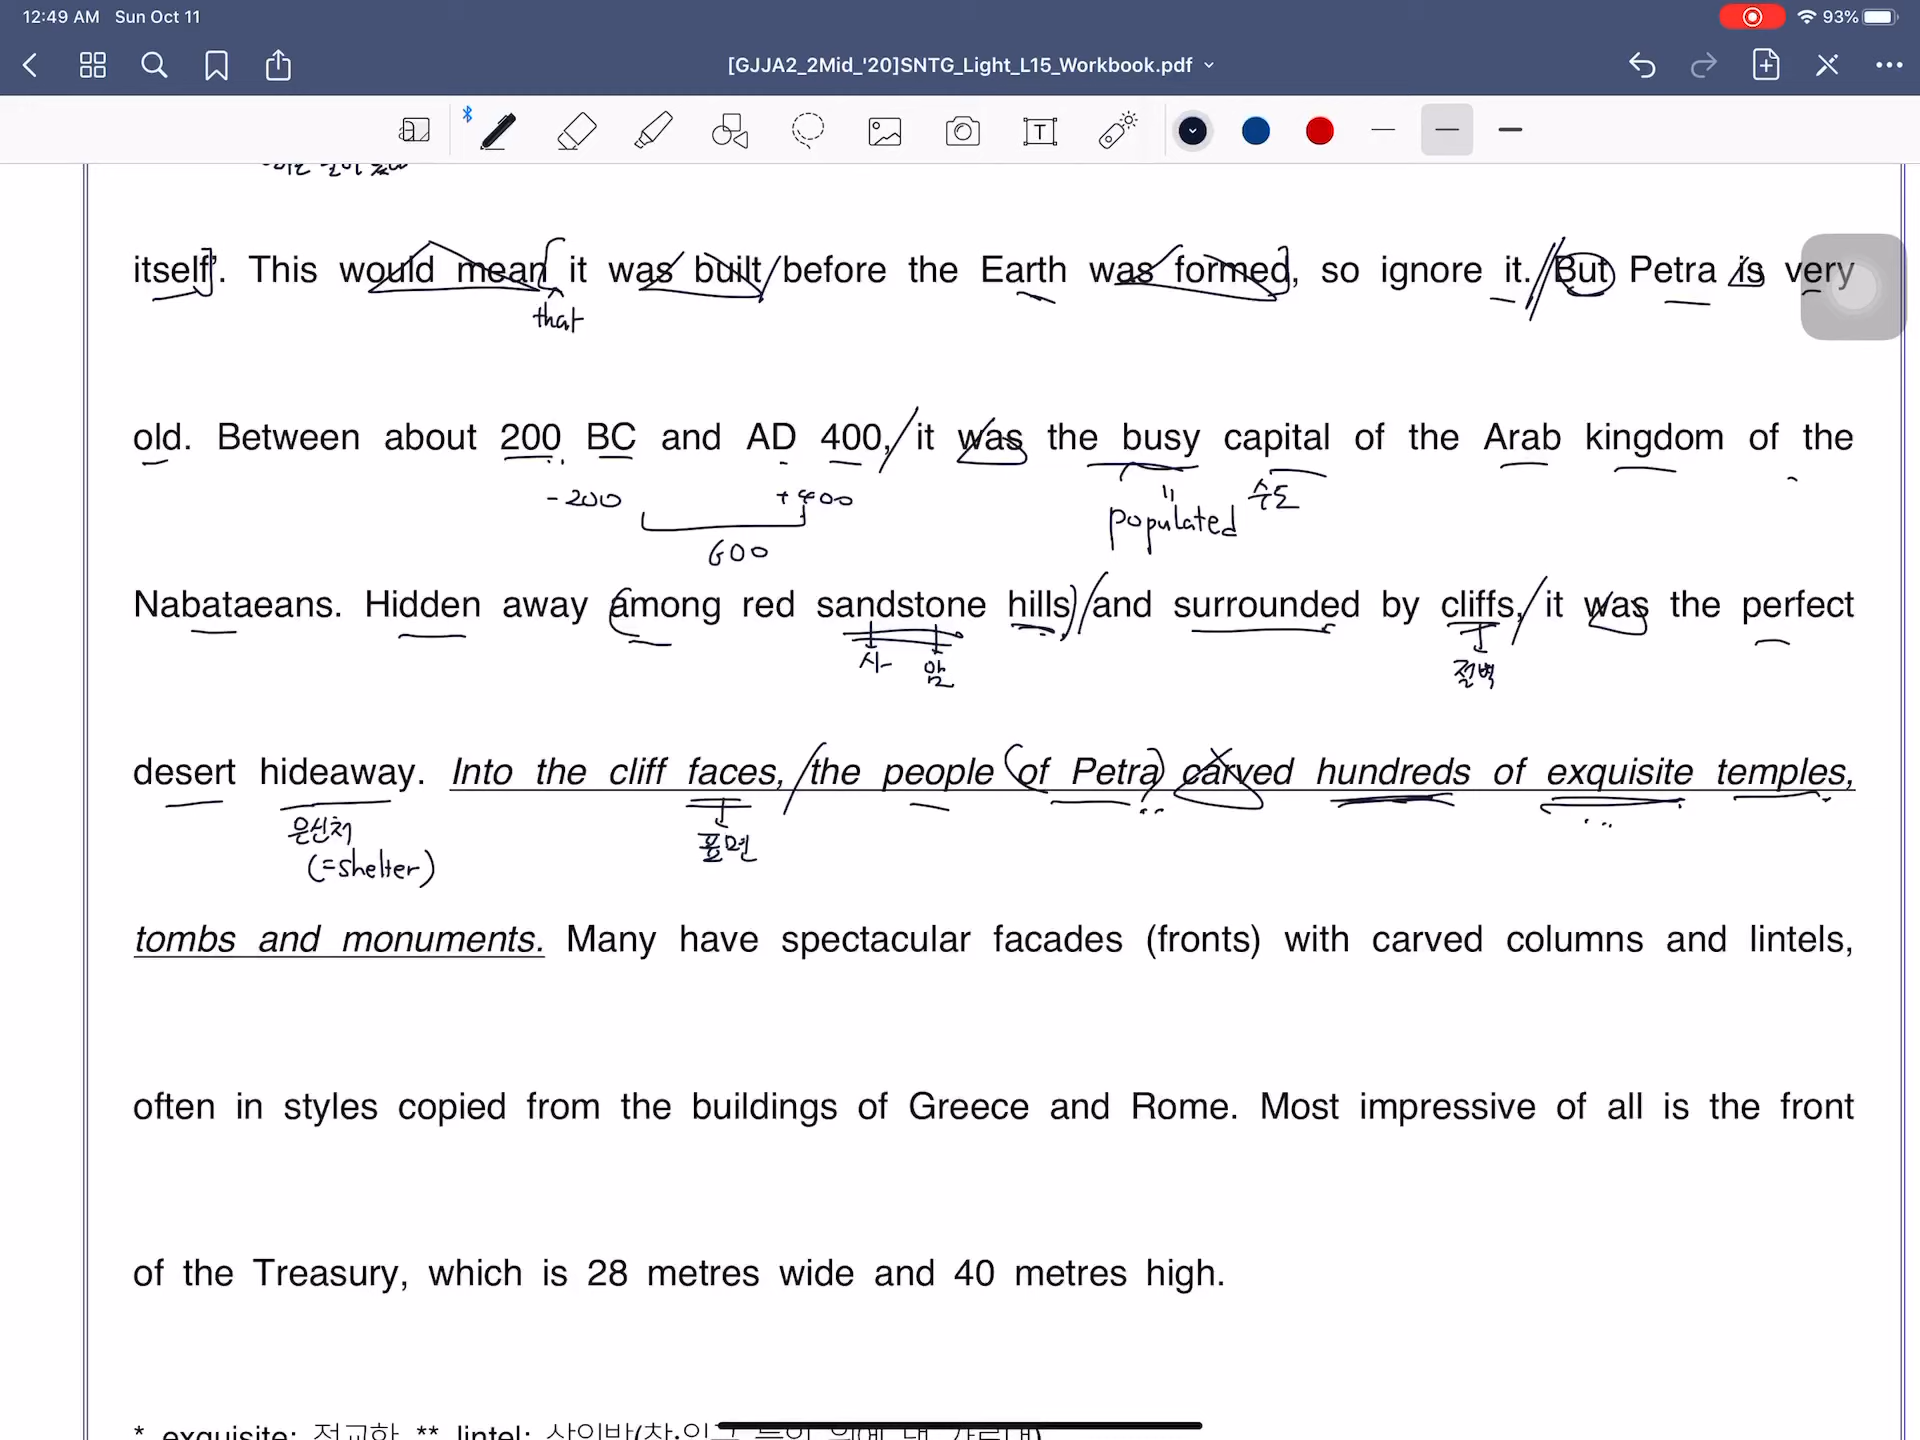 12:49 AM Sun Oct 11 93%
[GJJA2_2Mid_'20]SNTG_Light_L15_Workbook.pdf
itself'. This would mean it was built before the Earth was formed, so ignore it. But Petra is very
that
old. Between about 200 BC and AD 400, it was the busy capital of the Arab kingdom of the
-200 +400 = 수도
600 populated
Nabataeans. Hidden away among red sandstone hills and surrounded by cliffs, it was the perfect
사 암 절벽
desert hideaway. Into the cliff faces, the people of Petra carved hundreds of exquisite temples,
은신처 표면
(=shelter)
tombs and monuments. Many have spectacular facades (fronts) with carved columns and lintels,
often in styles copied from the buildings of Greece and Rome. Most impressive of all is the front
of the Treasury, which is 28 metres wide and 40 metres high.
* exquisite: 정교한 ** lintel: